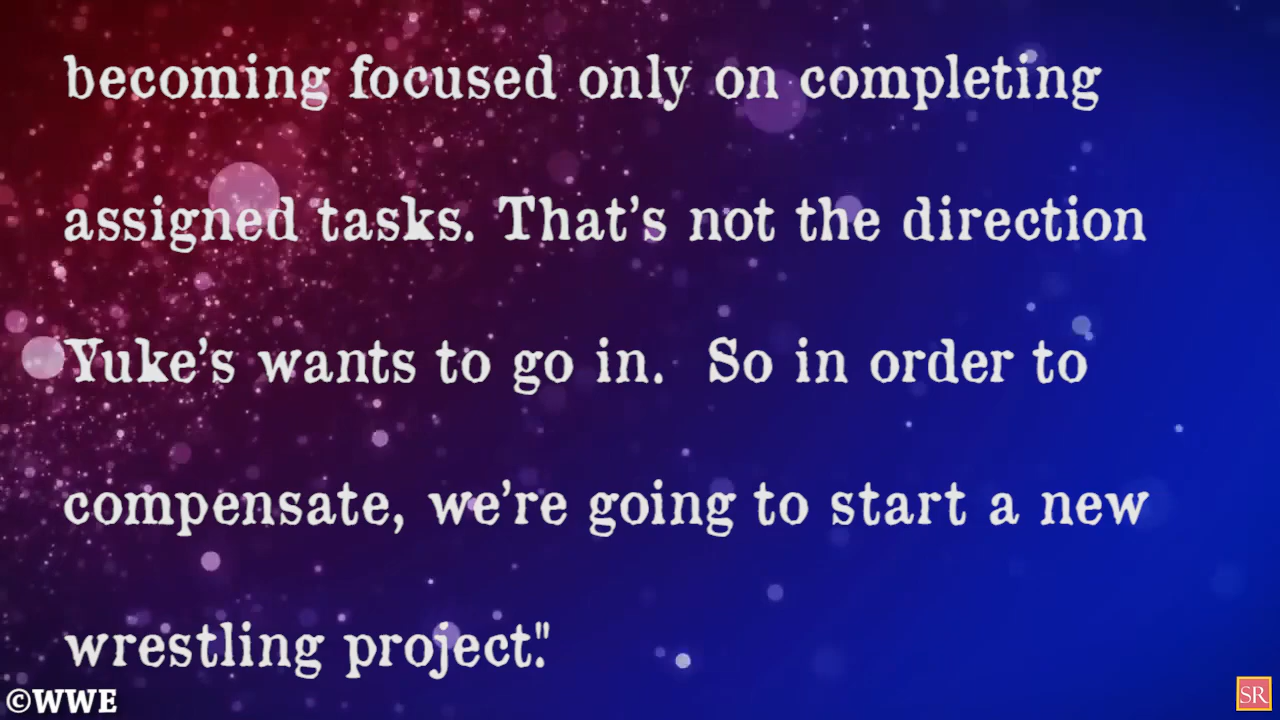 becoming focused only on completing
assigned tasks. That's not the direction
Yuke's wants to go in.  So in order to
compensate, we're going to start a new
wrestling project."
©WWE
SR